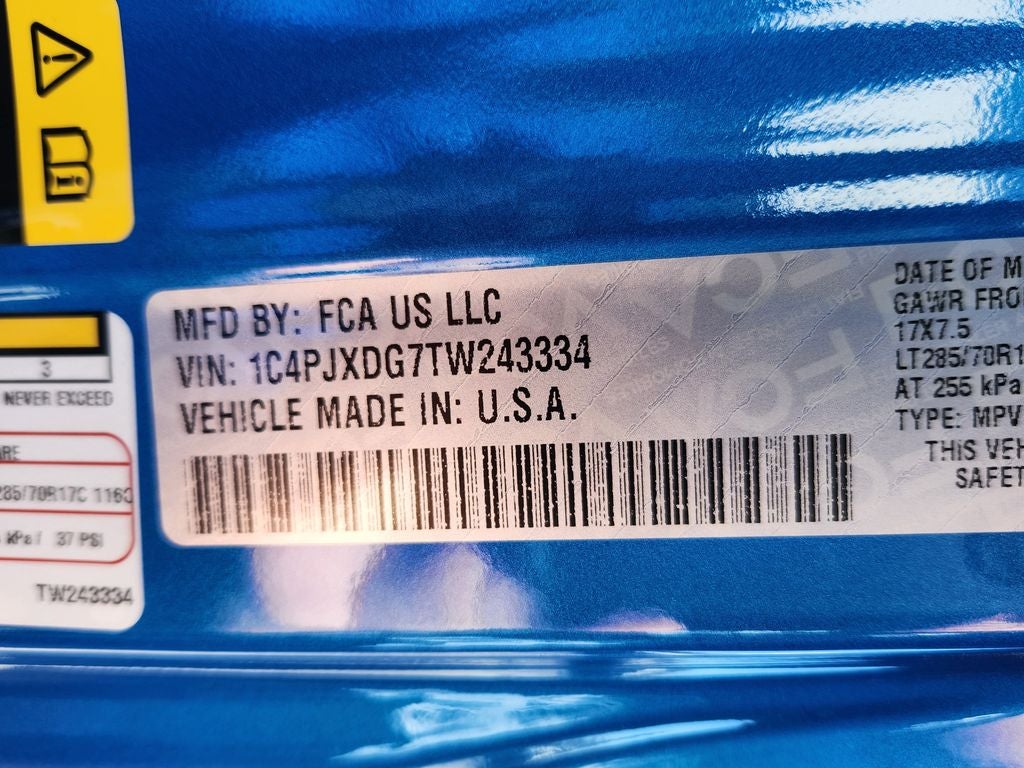 MFD BY: FCA US LLC
VIN: 1C4PJXDG7TW243334
VEHICLE MADE IN: U.S.A.
DATE OF M
GAWR FRO
17X7.5
LT285/70R1
AT 255 kPa
TYPE: MPV
THIS VEH
SAFET
3
NEVER EXCEED
ARE
285/70R17C 116
kPa / 37 PSI
TW243334